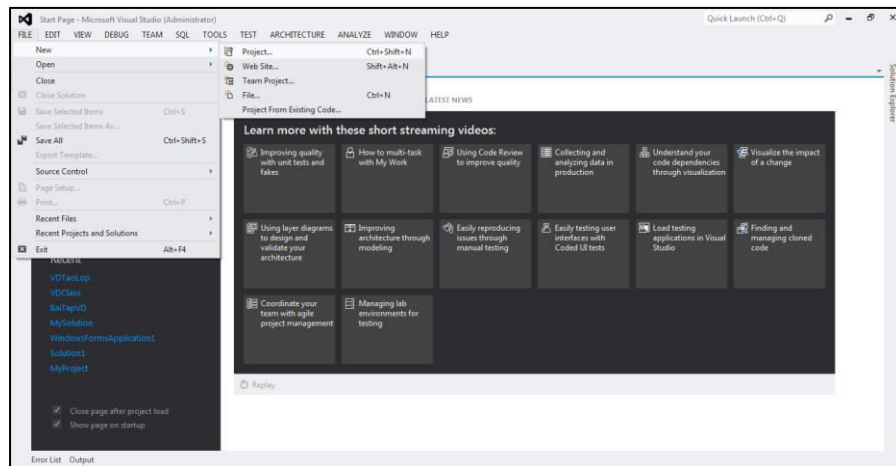 Start Page - Microsoft Visual Studio (Administrator)
Quick Launch (Ctrl+Q)
FILE EDIT VIEW DEBUG TEAM SQL TOOLS TEST ARCHITECTURE ANALYZE WINDOW HELP
New
Open
Close
Close Solution
Save Selected Items Ctrl+S
Save Selected Items As...
Save All Ctrl+Shift+S
Export Template...
Source Control
Page Setup...
Print... Ctrl+P
Recent Files
Recent Projects and Solutions
Exit Alt+F4
Project... Ctrl+Shift+N
Web Site... Shift+Alt+N
Team Project...
File... Ctrl+N
Project From Existing Code...
LATEST NEWS
Solution Explorer
Learn more with these short streaming videos:
Improving quality
with unit tests and
fakes
How to multi-task
with My Work
Using Code Review
to improve quality
Collecting and
analyzing data in
production
Understand your
code dependencies
through visualization
Visualize the impact
of a change
Using layer diagrams
to design and
validate your
architecture
Improving
architecture through
modeling
Easily reproducing
issues through
manual testing
Easily testing user
interfaces with
Coded UI tests
Load testing
applications in Visual
Studio
Finding and
managing cloned
code
Coordinate your
team with agile
project management
Managing lab
environments for
testing
Replay
Recent
VDTaoLop
VDClass
BaiTapVD
MySolution
WindowsFormsApplication1
Solution1
MyProject
Close page after project load
Show page on startup
Error List Output